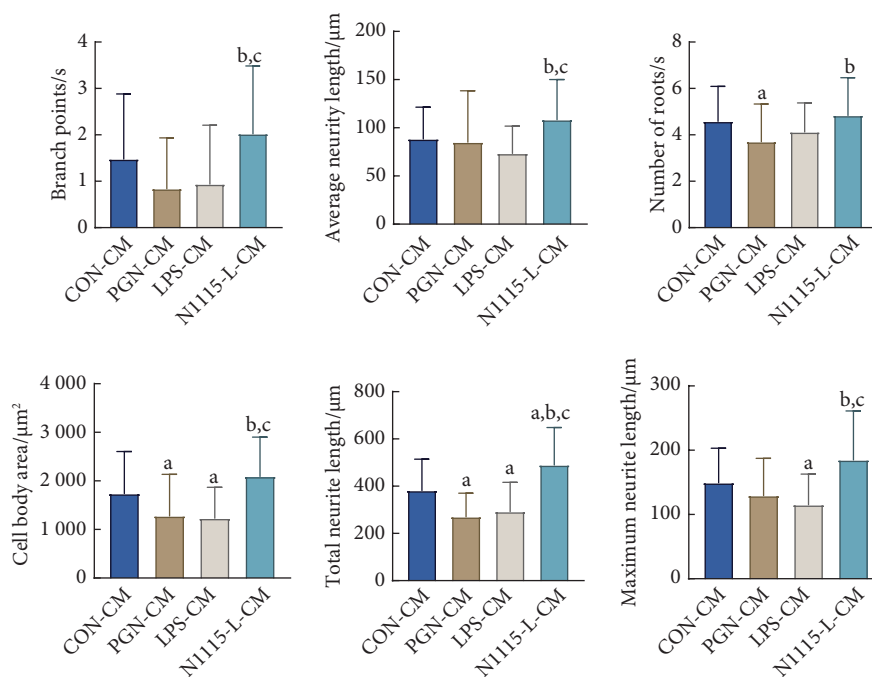 Branch points/s
4
3
2
1
0
b,c
CON-CM
PGN-CM
LPS-CM
N1115-L-CM
Average neurity length/μm
200
150
100
50
0
b,c
CON-CM
PGN-CM
LPS-CM
N1115-L-CM
Number of roots/s
8
6
4
2
0
a
b
CON-CM
PGN-CM
LPS-CM
N1115-L-CM
Cell body area/μm²
4 000
3 000
2 000
1 000
0
a
a
b,c
CON-CM
PGN-CM
LPS-CM
N1115-L-CM
Total neurite length/μm
800
600
400
200
0
a
a
a,b,c
CON-CM
PGN-CM
LPS-CM
N1115-L-CM
Maximum neurite length/μm
300
200
100
0
a
b,c
CON-CM
PGN-CM
LPS-CM
N1115-L-CM